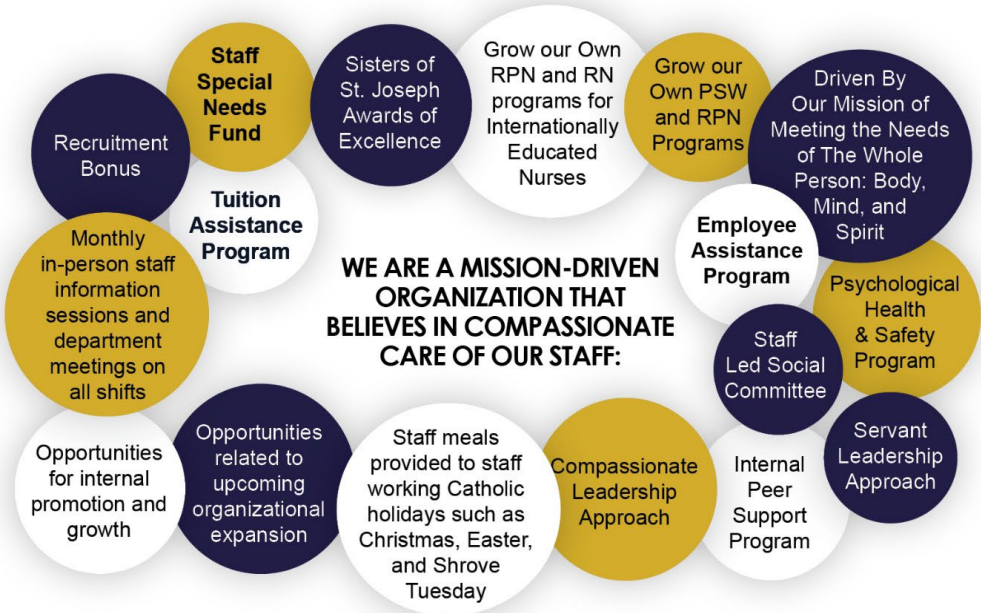 Recruitment
Bonus
Staff
Special
Needs
Fund
Sisters of
St. Joseph
Awards of
Excellence
Grow our Own
RPN and RN
programs for
Internationally
Educated
Nurses
Grow our
Own PSW
and RPN
Programs
Driven By
Our Mission of
Meeting the Needs
of The Whole
Person: Body,
Mind, and
Spirit
Tuition
Assistance
Program
Employee
Assistance
Program
Monthly
in-person staff
information
sessions and
department
meetings on
all shifts
WE ARE A MISSION-DRIVEN
ORGANIZATION THAT
BELIEVES IN COMPASSIONATE
CARE OF OUR STAFF:
Psychological
Health
& Safety
Program
Staff
Led Social
Committee
Opportunities
for internal
promotion and
growth
Opportunities
related to
upcoming
organizational
expansion
Staff meals
provided to staff
working Catholic
holidays such as
Christmas, Easter,
and Shrove
Tuesday
Compassionate
Leadership
Approach
Internal
Peer
Support
Program
Servant
Leadership
Approach